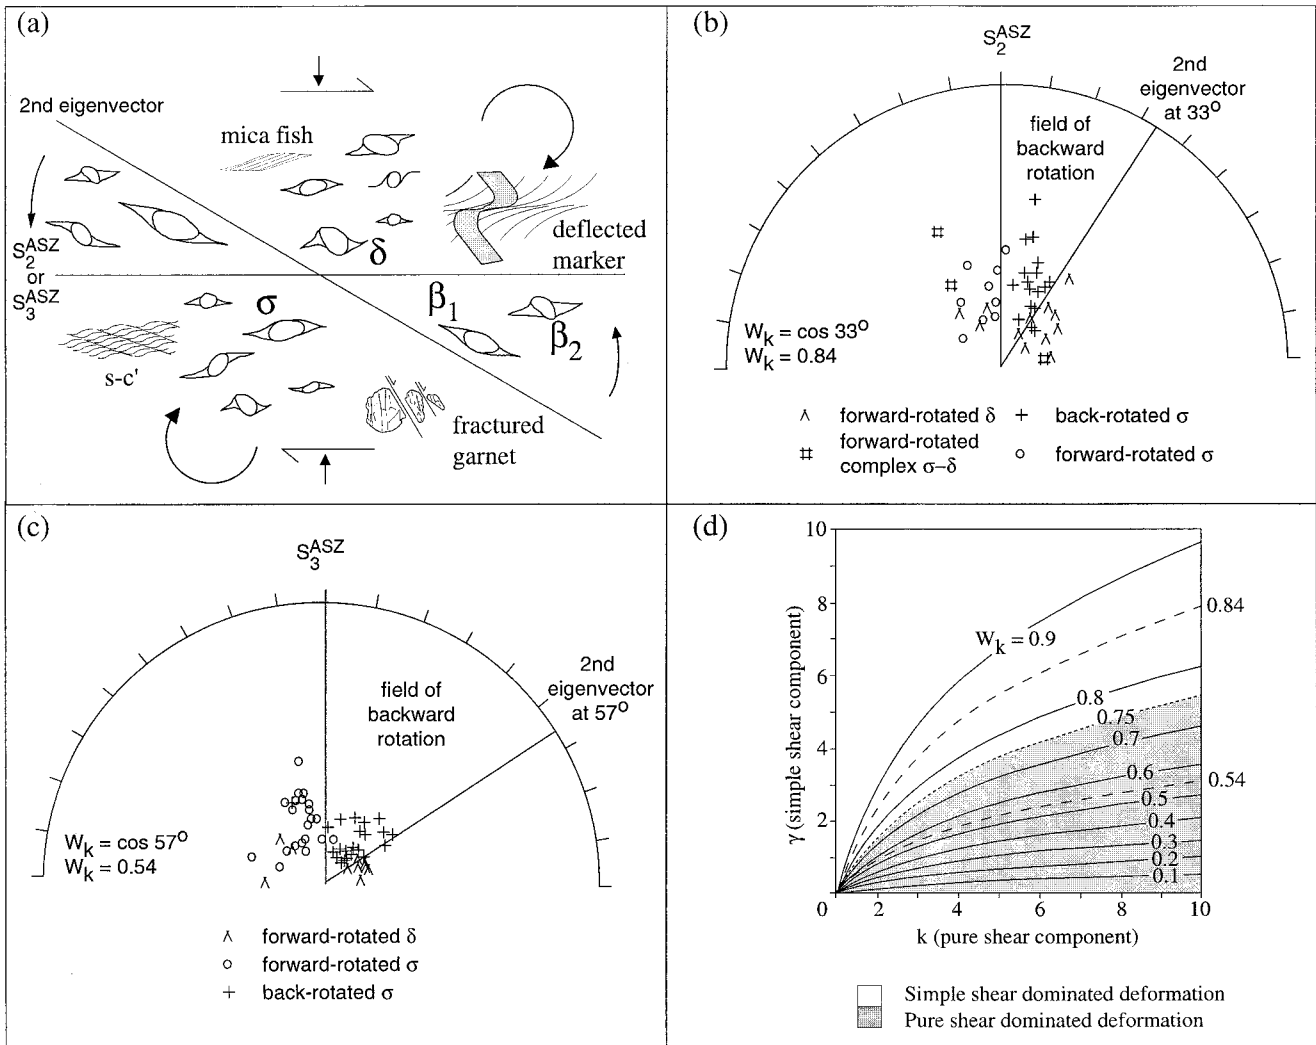 (a)
2nd eigenvector
mica fish
δ
deflected
marker
S₂ᴬˢᶻ
or
S₃ᴬˢᶻ
σ
β₁
β₂
s-c'
fractured
garnet
(b)
S₂ᴬˢᶻ
2nd
eigenvector
at 33°
field of
backward
rotation
Wk = cos 33°
Wk = 0.84
forward-rotated δ
back-rotated σ
forward-rotated
complex σ–δ
forward-rotated σ
(c)
S₃ᴬˢᶻ
2nd
eigenvector
at 57°
field of
backward
rotation
Wk = cos 57°
Wk = 0.54
forward-rotated δ
forward-rotated σ
back-rotated σ
(d)
10
8
6
4
2
0 2 4 6 8 10
γ (simple shear component)
k (pure shear component)
Wk = 0.9
0.84
0.8
0.75
0.7
0.6
0.54
0.5
0.4
0.3
0.2
0.1
Simple shear dominated deformation
Pure shear dominated deformation